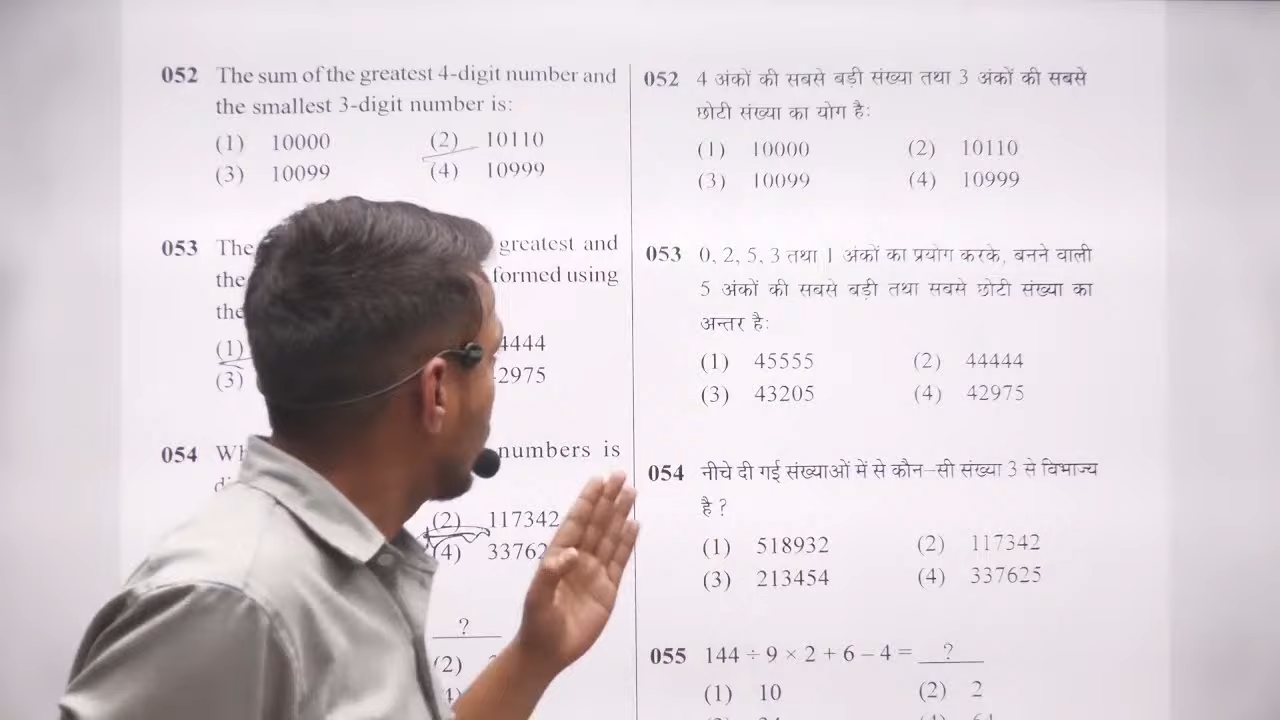 052 The sum of the greatest 4-digit number and
the smallest 3-digit number is:
(1) 10000 (2) 10110
(3) 10099 (4) 10999
053 The greatest and
the formed using
the
(1) 4444
(3) 2975
054 numbers is
(2) 117342
(4) 33762
?
(2)
052 4 अंकों की सबसे बड़ी संख्या तथा 3 अंकों की सबसे
छोटी संख्या का योग है:
(1) 10000 (2) 10110
(3) 10099 (4) 10999
053 0, 2, 5, 3 तथा 1 अंकों का प्रयोग करके, बनने वाली
5 अंकों की सबसे बड़ी तथा सबसे छोटी संख्या का
अन्तर है:
(1) 45555 (2) 44444
(3) 43205 (4) 42975
054 नीचे दी गई संख्याओं में से कौन-सी संख्या 3 से विभाज्य
है ?
(1) 518932 (2) 117342
(3) 213454 (4) 337625
055 144 ÷ 9 × 2 + 6 – 4 = ?
(1) 10 (2) 2